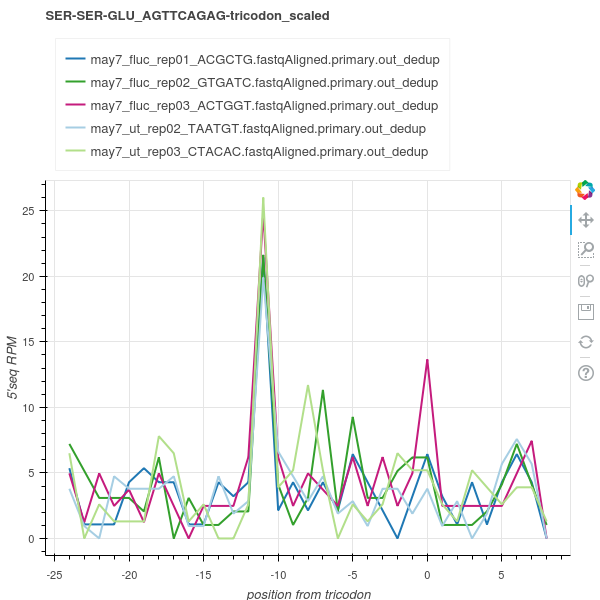 SER-SER-GLU_AGTTCAGAG-tricodon_scaled
may7_fluc_rep01_ACGCTG.fastqAligned.primary.out_dedup
may7_fluc_rep02_GTGATC.fastqAligned.primary.out_dedup
may7_fluc_rep03_ACTGGT.fastqAligned.primary.out_dedup
may7_ut_rep02_TAATGT.fastqAligned.primary.out_dedup
may7_ut_rep03_CTACAC.fastqAligned.primary.out_dedup
25
20
15
10
5
0
5'seq RPM
-25 -20 -15 -10 -5 0 5
position from tricodon